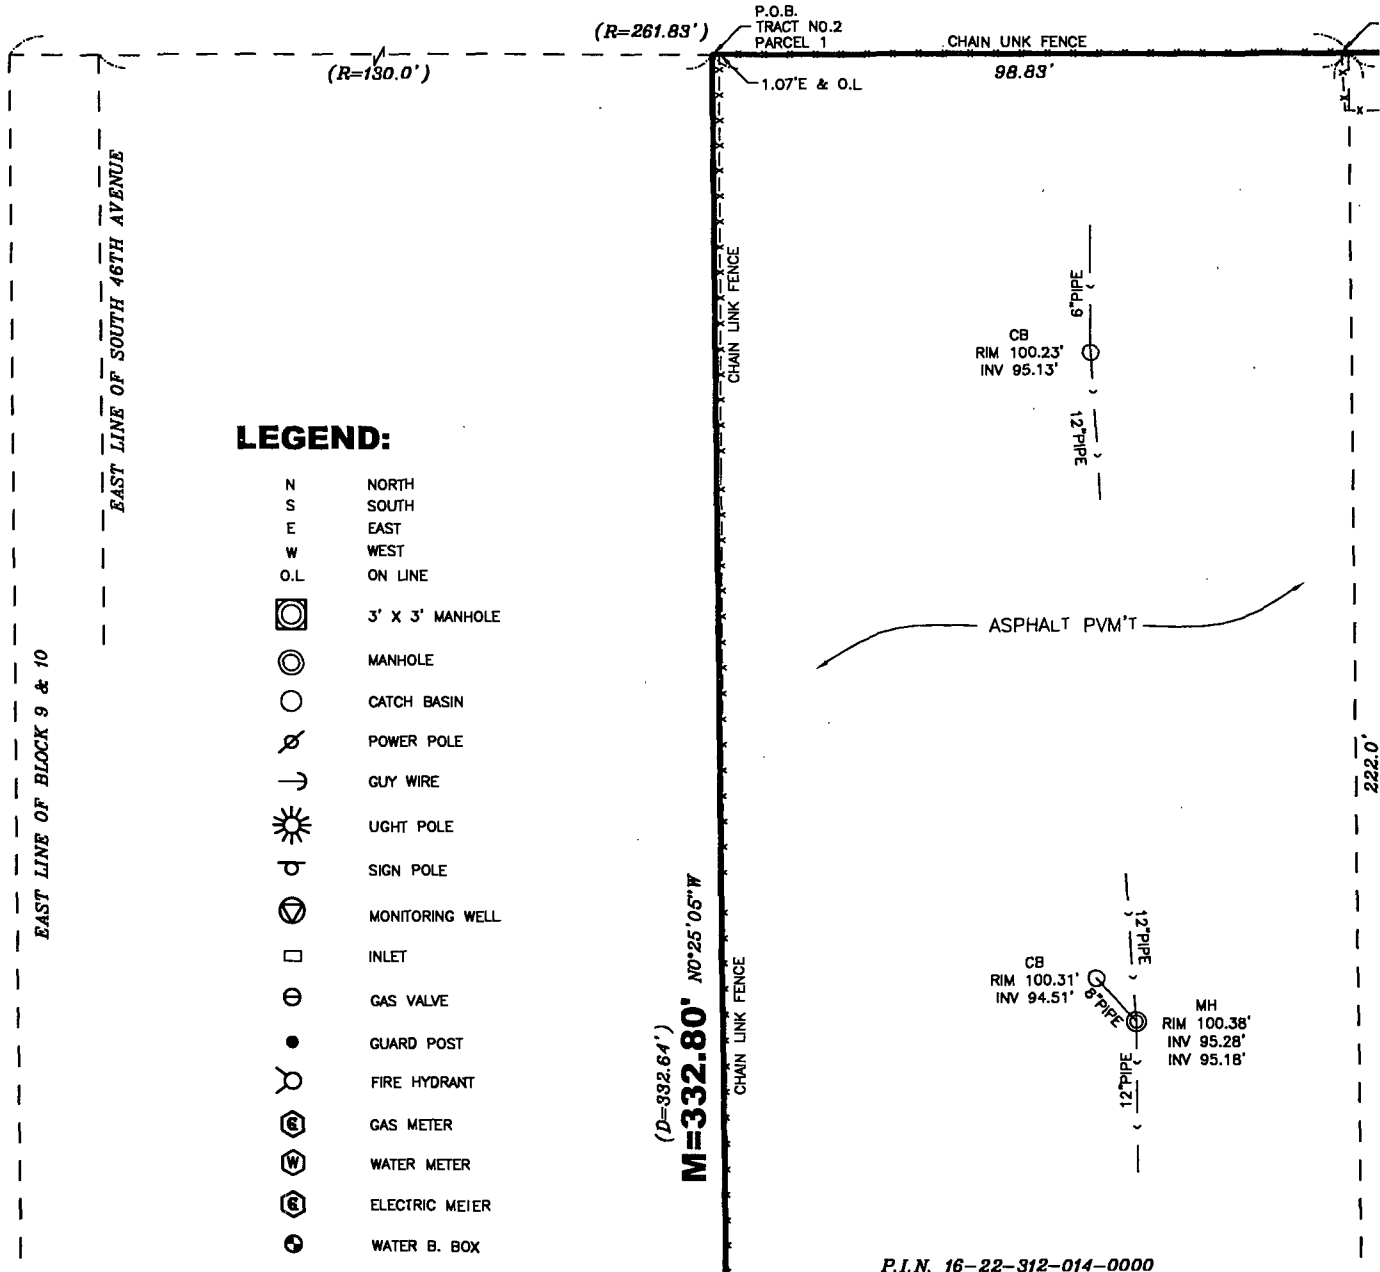 P.O.B.
TRACT NO.2
PARCEL 1
(R=261.83')
(R=130.0')
CHAIN UNK FENCE
98.83'
1.07'E & O.L
EAST LINE OF SOUTH 46TH AVENUE
EAST LINE OF BLOCK 9 & 10
CHAIN LINK FENCE
6"PIPE
CB
RIM 100.23'
INV 95.13'
12"PIPE
LEGEND:
N NORTH
S SOUTH
E EAST
W WEST
O.L ON LINE
3' X 3' MANHOLE
MANHOLE
CATCH BASIN
POWER POLE
GUY WIRE
UGHT POLE
SIGN POLE
MONITORING WELL
INLET
GAS VALVE
GUARD POST
FIRE HYDRANT
G GAS METER
W WATER METER
ELECTRIC MEIER
WATER B. BOX
ASPHALT PVM'T
222.0'
(D=332.64')
M=332.80' N0°25'05"W
CHAIN LINK FENCE
12"PIPE
CB
RIM 100.31'
INV 94.51'
8"PIPE
MH
RIM 100.38'
INV 95.28'
INV 95.18'
12"PIPE
P.I.N. 16-22-312-014-0000